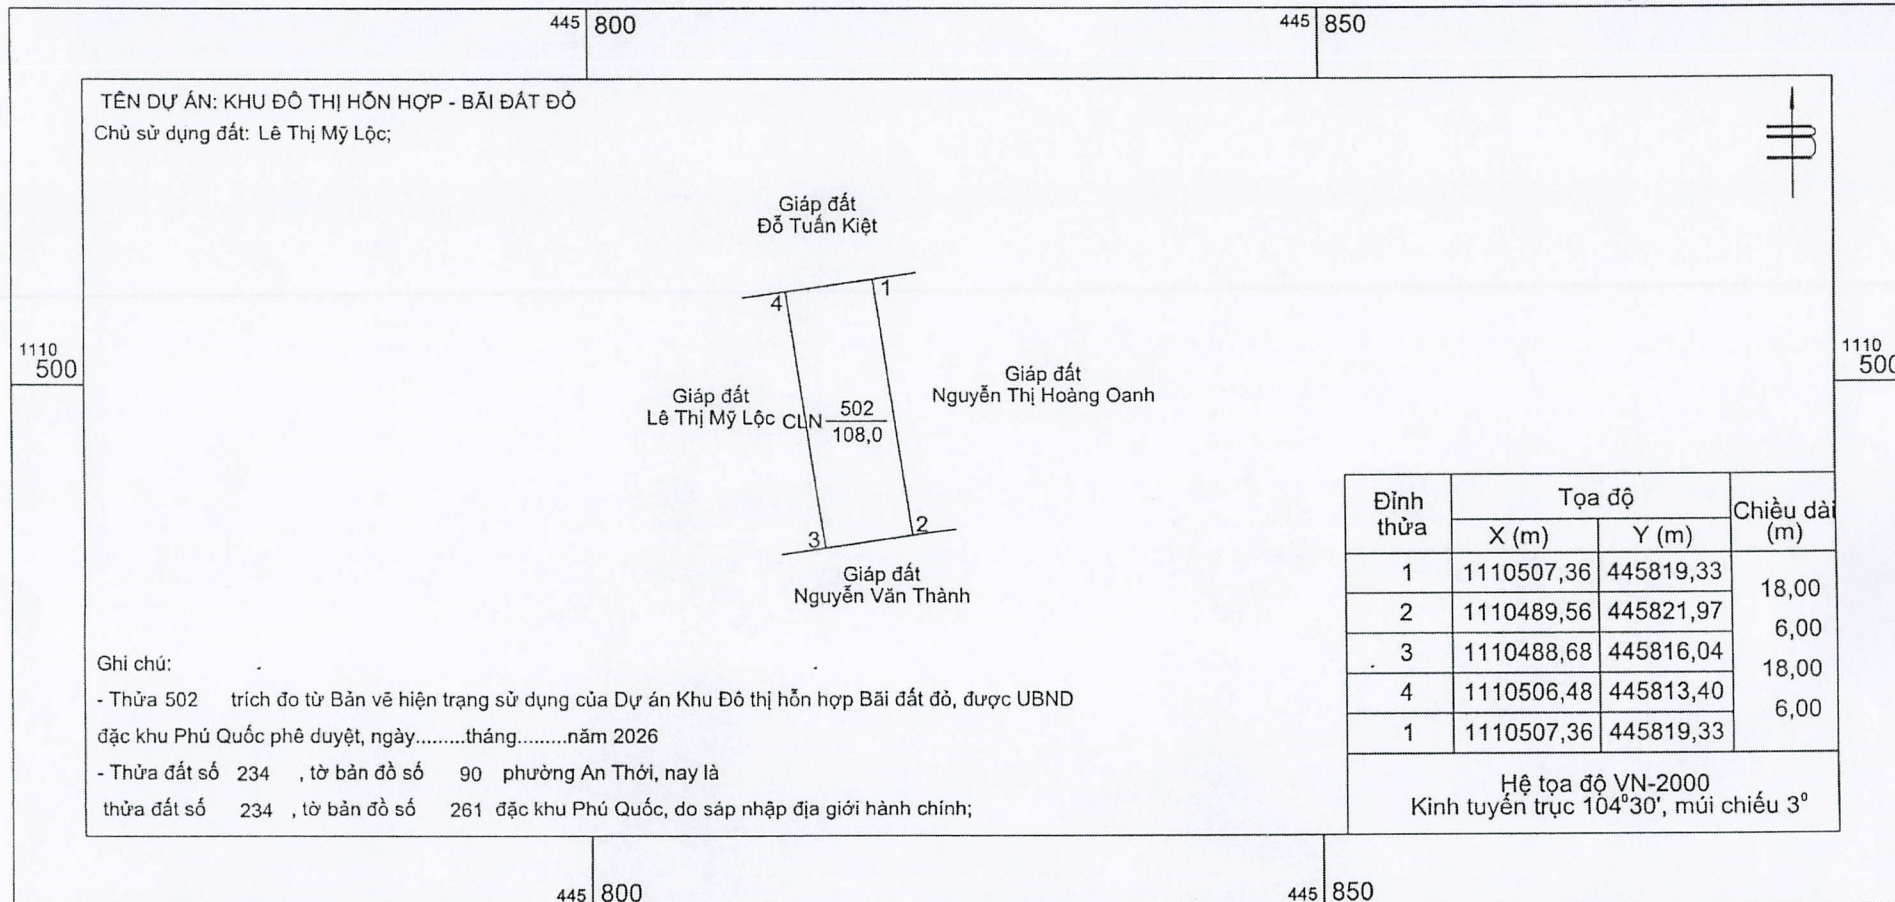 445 800
445 850
TÊN DỰ ÁN: KHU ĐÔ THỊ HỖN HỢP - BÃI ĐẤT ĐỎ
Chủ sử dụng đất: Lê Thị Mỹ Lộc;
Giáp đất
Đỗ Tuấn Kiệt
1
4
1110
500
1110
500
Giáp đất
Nguyễn Thị Hoàng Oanh
Giáp đất
Lê Thị Mỹ Lộc
CLN 502
108,0
2
3
Giáp đất
Nguyễn Văn Thành
Đỉnh thửa Tọa độ Chiều dài (m)
X (m) Y (m)
1 1110507,36 445819,33
18,00
2 1110489,56 445821,97
6,00
3 1110488,68 445816,04
18,00
4 1110506,48 445813,40
6,00
1 1110507,36 445819,33
Hệ tọa độ VN-2000
Kinh tuyến trục 104⁰30', múi chiếu 3⁰
Ghi chú:
- Thửa 502 trích đo từ Bản vẽ hiện trạng sử dụng của Dự án Khu Đô thị hỗn hợp Bãi đất đỏ, được UBND
đặc khu Phú Quốc phê duyệt, ngày.........tháng.........năm 2026
- Thửa đất số 234 , tờ bản đồ số 90 phường An Thới, nay là
thửa đất số 234 , tờ bản đồ số 261 đặc khu Phú Quốc, do sáp nhập địa giới hành chính;
445 800
445 850